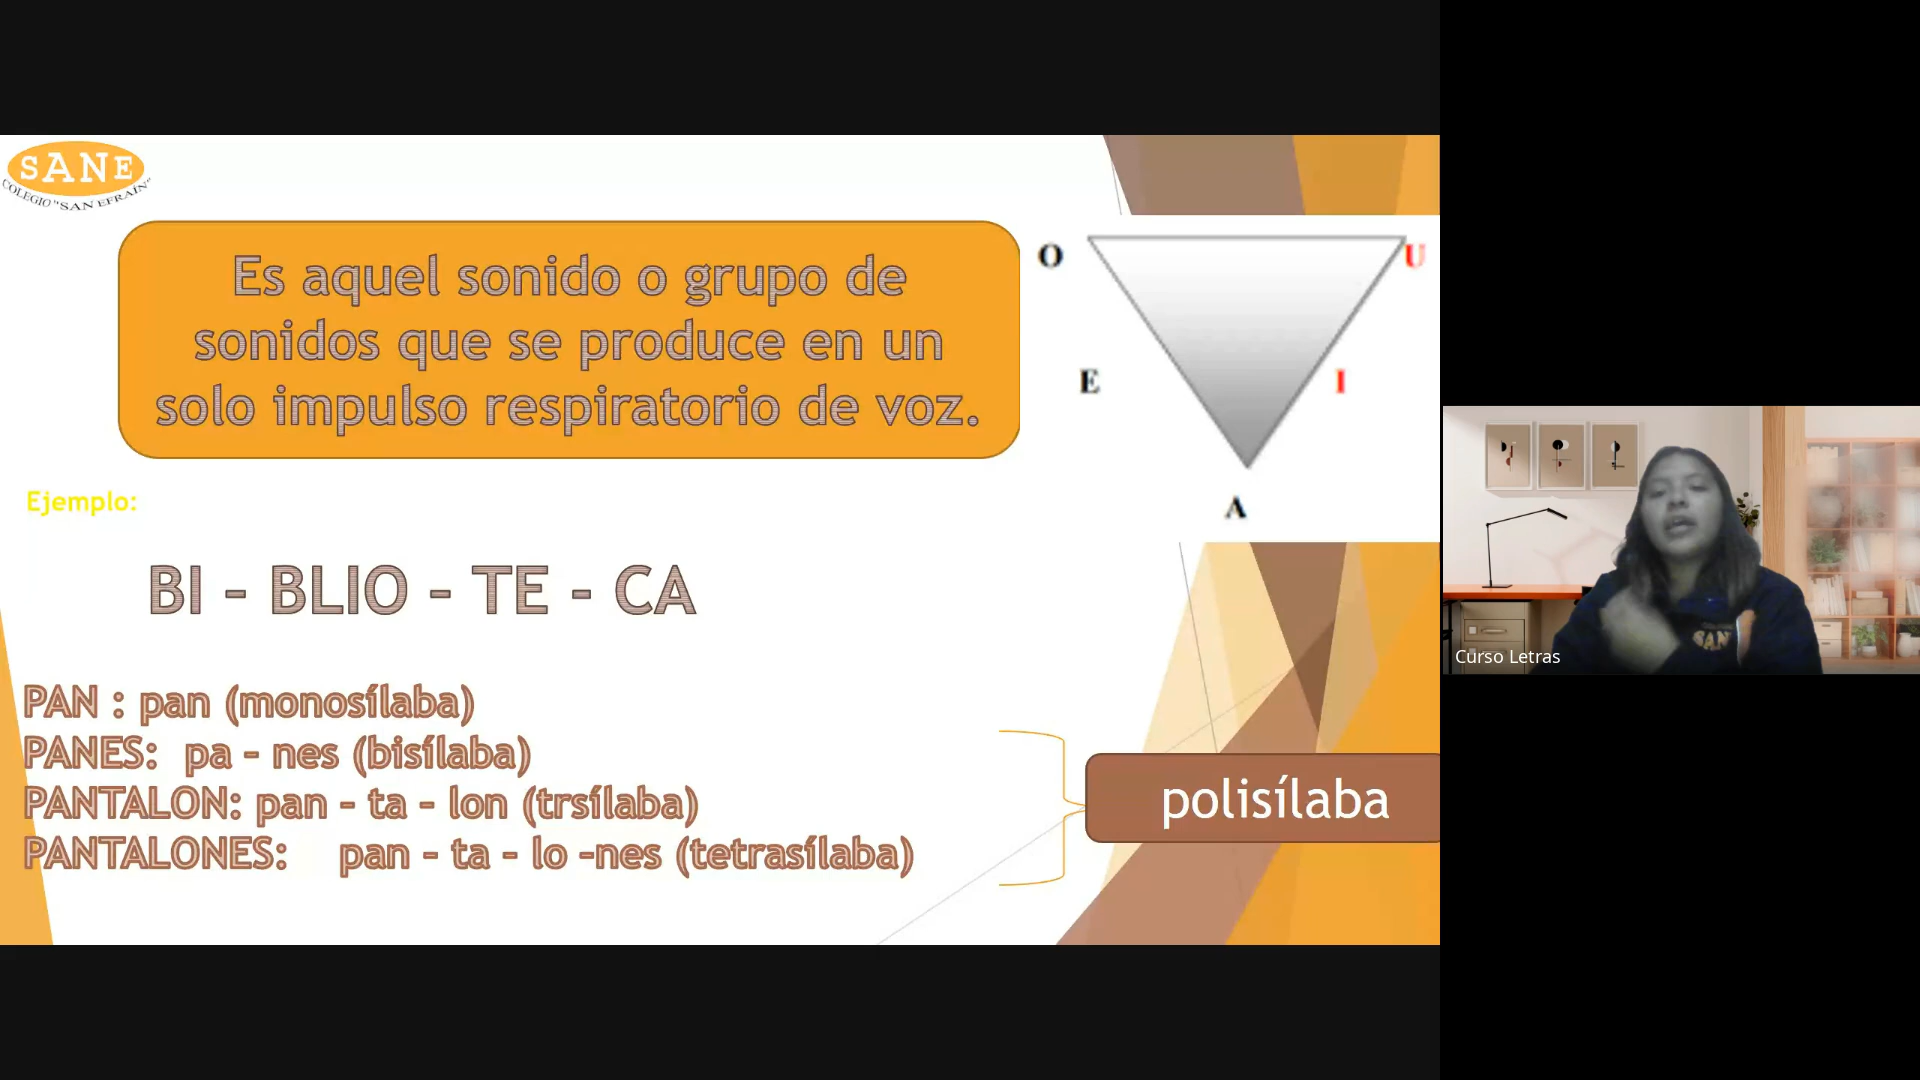 SANE
COLEGIO "SAN EFRAÍN"
Es aquel sonido o grupo de
sonidos que se produce en un
solo impulso respiratorio de voz.
O
U
E
I
A
Ejemplo:
BI - BLIO - TE - CA
PAN : pan (monosílaba)
PANES: pa - nes (bisílaba)
PANTALON: pan - ta - lon (trsílaba)
PANTALONES: pan - ta - lo -nes (tetrasílaba)
polisílaba
Curso Letras